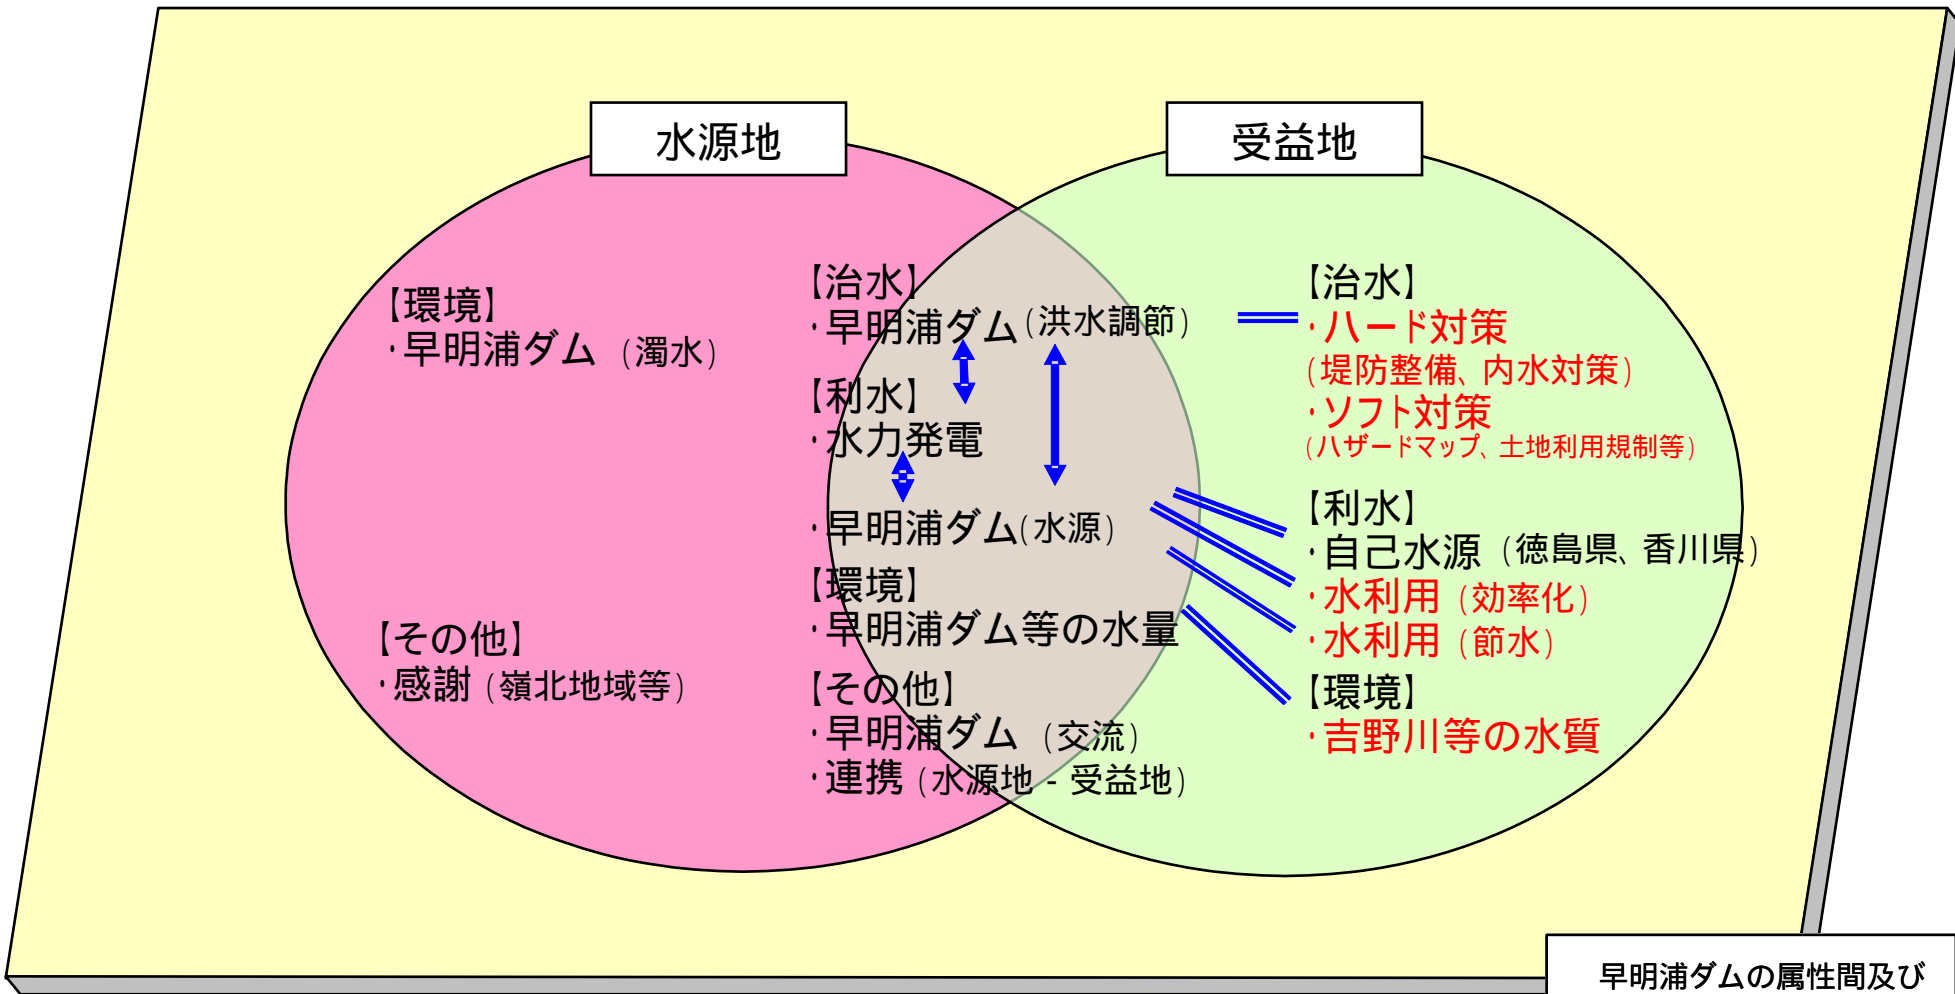 水源地
受益地
【環境】
・早明浦ダム（濁水）
【その他】
・感謝（嶺北地域等）
【治水】
・早明浦ダム（洪水調節）
【利水】
・水力発電
・早明浦ダム（水源）
【環境】
・早明浦ダム等の水量
【その他】
・早明浦ダム（交流）
・連携（水源地 - 受益地）
【治水】
・ハード対策
（堤防整備、内水対策）
・ソフト対策
（ハザードマップ、土地利用規制等）
【利水】
・自己水源（徳島県、香川県）
・水利用（効率化）
・水利用（節水）
【環境】
・吉野川等の水質
早明浦ダムの属性間及び